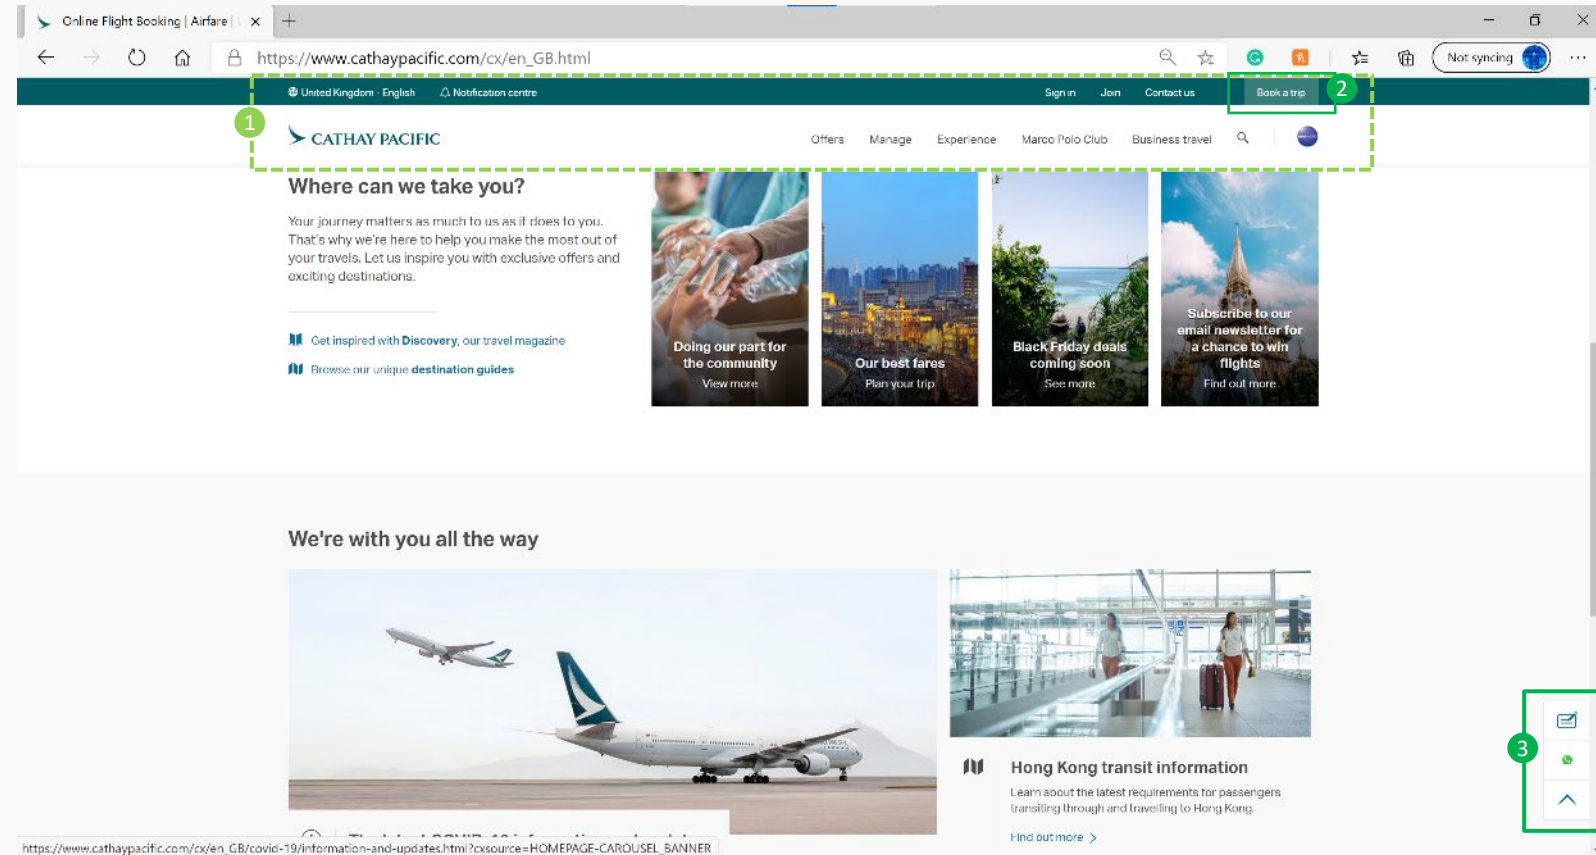 Online Flight Booking | Airfare |
https://www.cathaypacific.com/cx/en_GB.html
Not syncing
United Kingdom - English
Notification centre
Sign in
Join
Contact us
Book a trip
2
1
CATHAY PACIFIC
Offers
Manage
Experience
Marco Polo Club
Business travel
Where can we take you?
Your journey matters as much to us as it does to you.
That's why we're here to help you make the most out of
your travels. Let us inspire you with exclusive offers and
exciting destinations.
Get inspired with Discovery, our travel magazine
Browse our unique destination guides
Doing our part for
the community
View more
Our best fares
Plan your trip
Black Friday deals
coming soon
See more
Subscribe to our
email newsletter for
a chance to win
flights
Find out more
We're with you all the way
3
Hong Kong transit information
Learn about the latest requirements for passengers
transiting through and travelling to Hong Kong.
Find out more
https://www.cathaypacific.com/cx/en_GB/covid-19/information-and-updates.html?cxsource=HOMEPAGE-CAROUSEL_BANNER